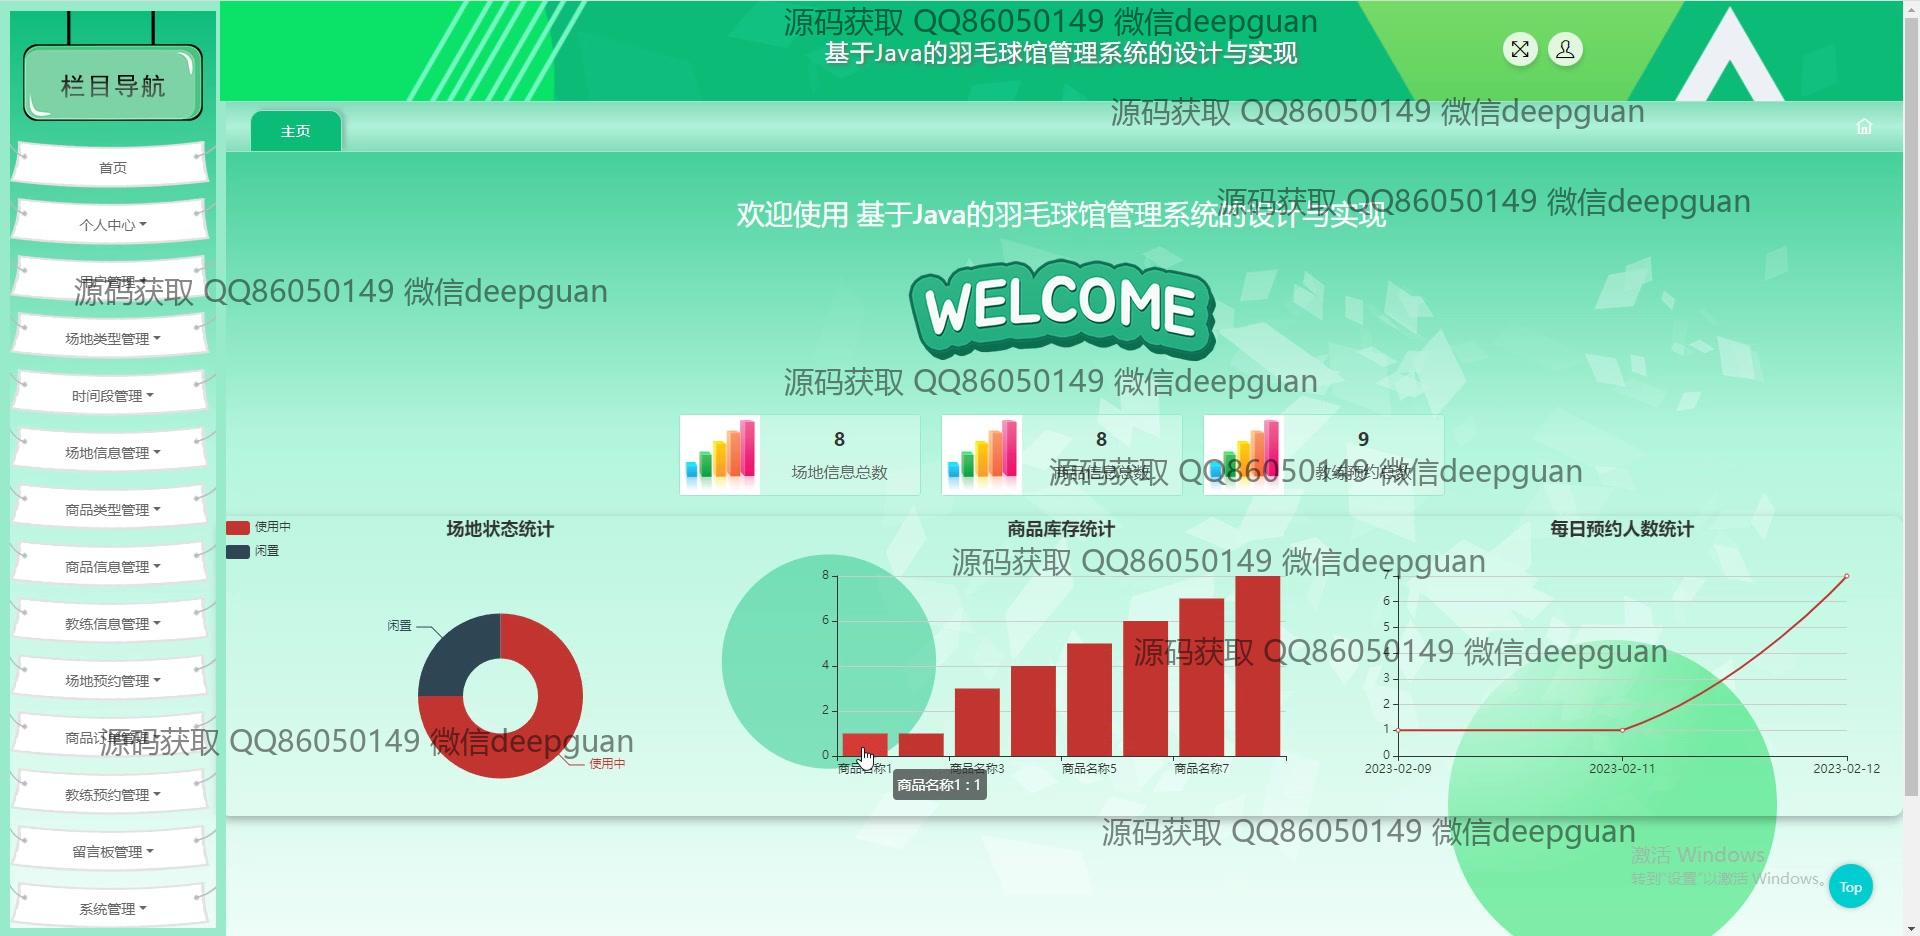 源码获取 QQ86050149 微信deepguan
基于Java的羽毛球馆管理系统的设计与实现
栏目导航
首页
个人中心
用户管理
场地类型管理
时间段管理
场地信息管理
商品类型管理
商品信息管理
教练信息管理
场地预约管理
商品订单管理
教练预约管理
留言板管理
系统管理
主页
源码获取 QQ86050149 微信deepguan
欢迎使用 基于Java的羽毛球馆管理系统的设计与实现
源码获取 QQ86050149 微信deepguan
源码获取 QQ86050149 微信deepguan
WELCOME
源码获取 QQ86050149 微信deepguan
8
场地信息总数
8
商品信息总数
9
教练预约总数
源码获取 QQ86050149 微信deepguan
场地状态统计
使用中
闲置
闲置
使用中
商品库存统计
源码获取 QQ86050149 微信deepguan
8
6
4
2
0
商品名称1
商品名称3
商品名称5
商品名称7
商品名称1 : 1
每日预约人数统计
7
6
5
4
3
2
1
0
2023-02-09
2023-02-11
2023-02-12
源码获取 QQ86050149 微信deepguan
源码获取 QQ86050149 微信deepguan
源码获取 QQ86050149 微信deepguan
激活 Windows
转到"设置"以激活 Windows。
Top